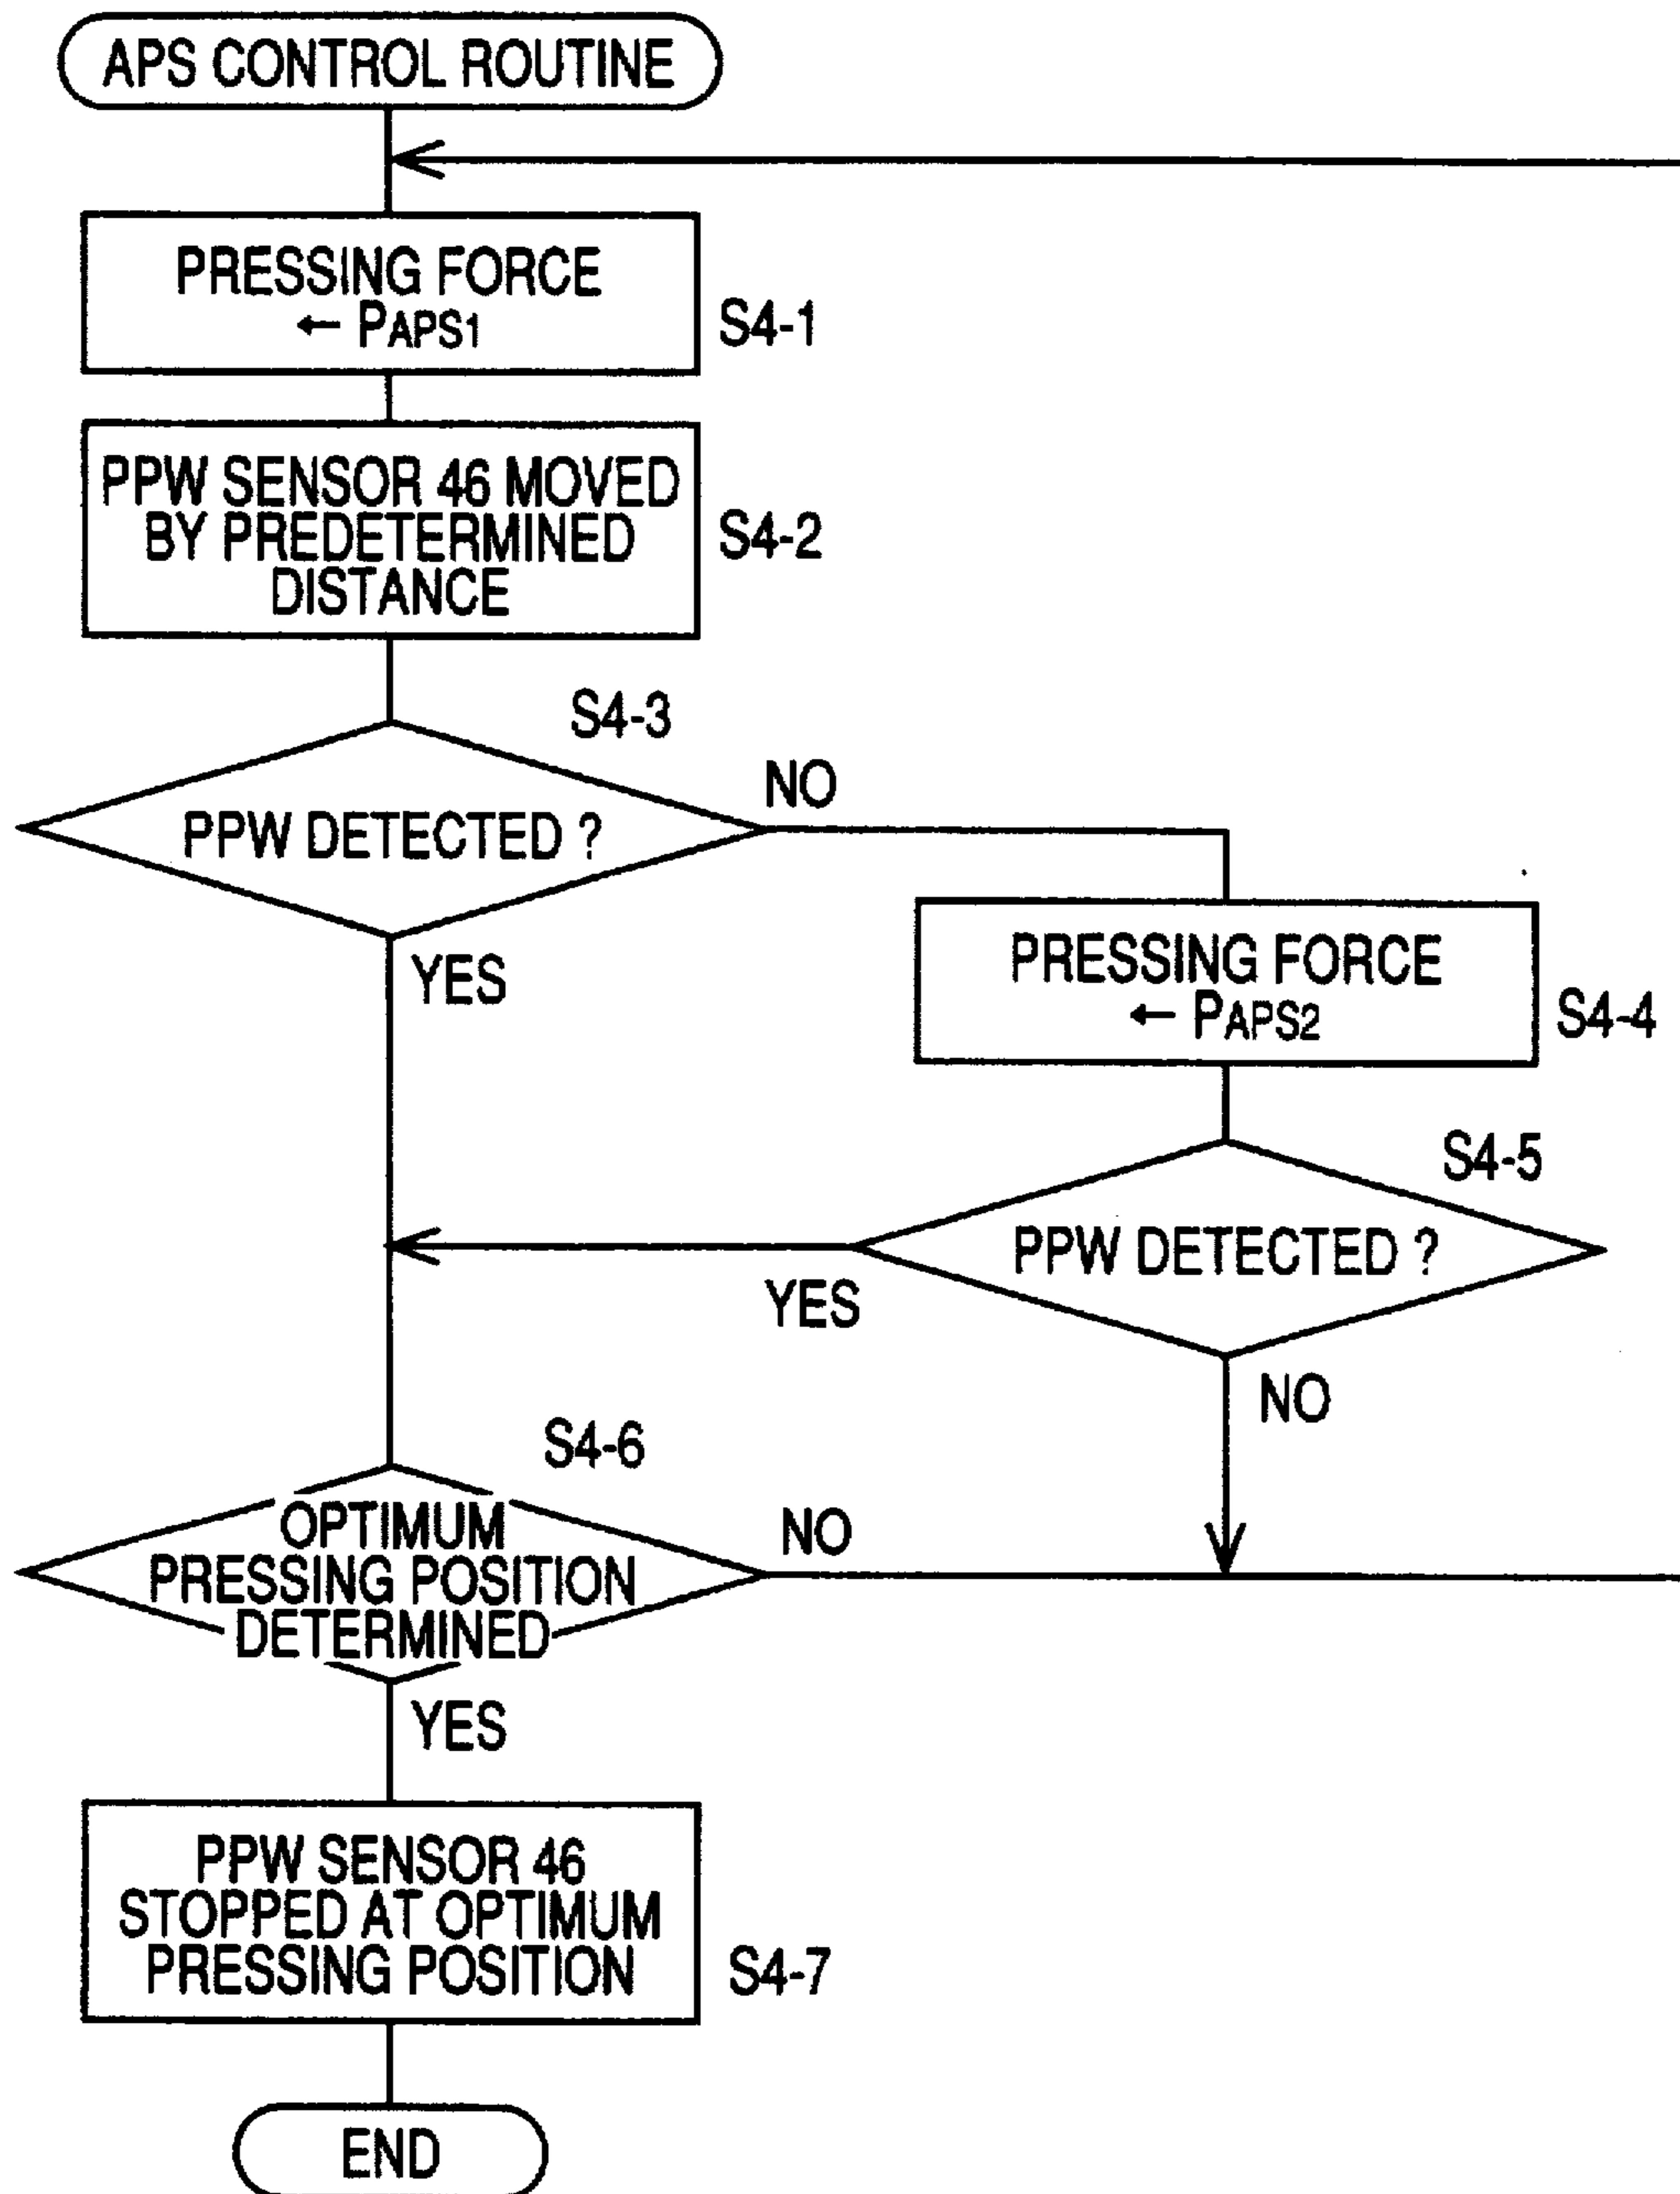 APS CONTROL ROUTINE
PRESSING FORCE
← PAPS1
S4-1
PPW SENSOR 46 MOVED
BY PREDETERMINED
DISTANCE
S4-2
S4-3
PPW DETECTED ?
NO
YES
PRESSING FORCE
← PAPS2
S4-4
S4-5
PPW DETECTED ?
YES
NO
S4-6
OPTIMUM
PRESSING POSITION
DETERMINED
NO
YES
PPW SENSOR 46
STOPPED AT OPTIMUM
PRESSING POSITION
S4-7
END